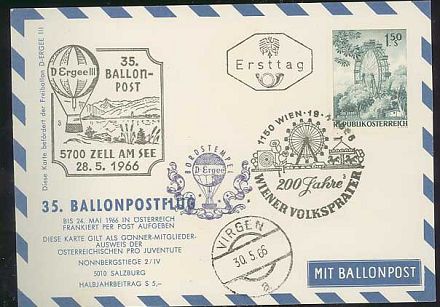 Diese Karte befördert der Freiballon D-ERGEE III
35.
BALLON-
POST
D Ergee III
5700 ZELL AM SEE
28.5.1966
Ersttag
1.50
S
REPUBLIK ÖSTERREICH
1150 WIEN
200 Jahre
WIENER VOLKSPRATER
BORDSTEMPEL
D Ergee
35. BALLONPOSTFLUG
BIS 24. MAI 1966 IN ÖSTERREICH
FRANKIERT PER POST AUFGEBEN
DIESE KARTE GILT ALS GÖNNER-MITGLIEDER-
AUSWEIS DER
ÖSTERREICHISCHEN PRO JUVENTUTE
NONNBERGSTIEGE 2/IV
5010 SALZBURG
HALBJAHRBEITRAG S 5,-
VIRGEN
30.5.66
a
MIT BALLONPOST